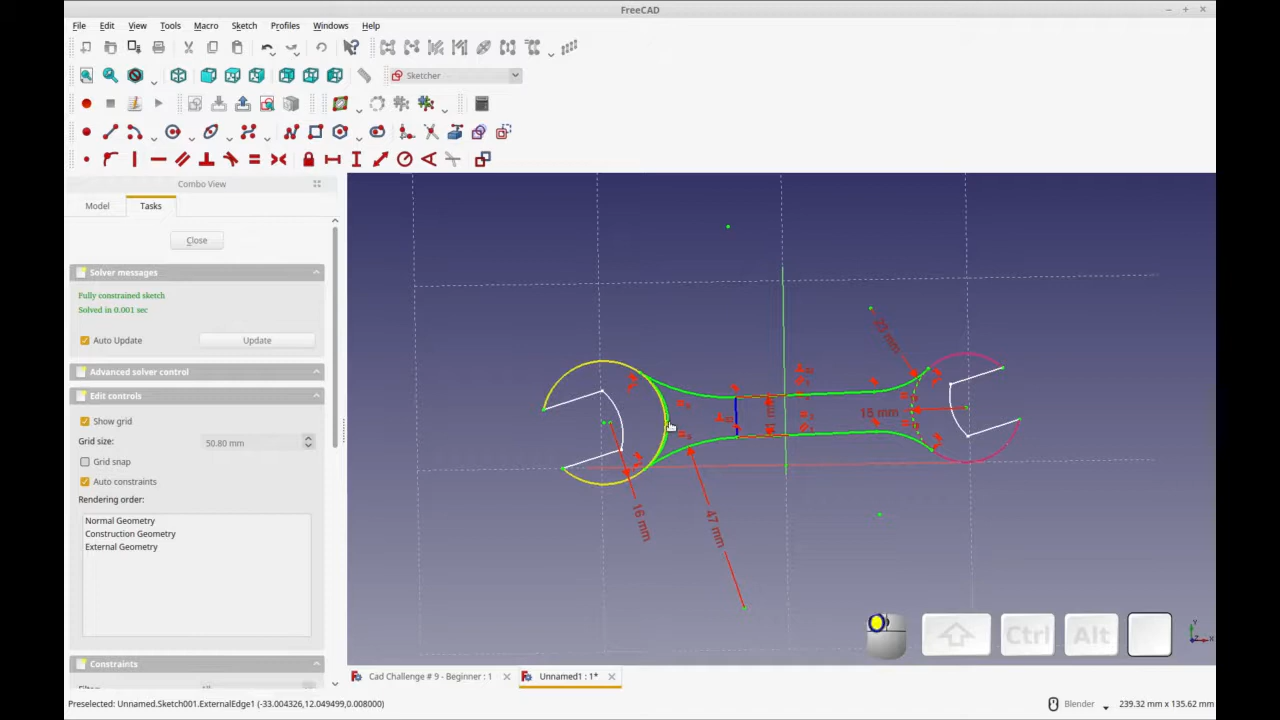 FreeCAD
File Edit View Tools Macro Sketch Profiles Windows Help
Sketcher
Combo View
Model Tasks
Close
Solver messages
Fully constrained sketch
Solved in 0.001 sec
Auto Update Update
Advanced solver control
Edit controls
Show grid
Grid size: 50.80 mm
Grid snap
Auto constraints
Rendering order:
Normal Geometry
Construction Geometry
External Geometry
Constraints
mm
15 mm
16 mm
47 mm
Ctrl Alt
Cad Challenge # 9 - Beginner : 1
Unnamed1 : 1*
Preselected: Unnamed.Sketch001.ExternalEdge1 (-33.004326,12.049499,0.008000)
Blender 239.32 mm x 135.62 mm